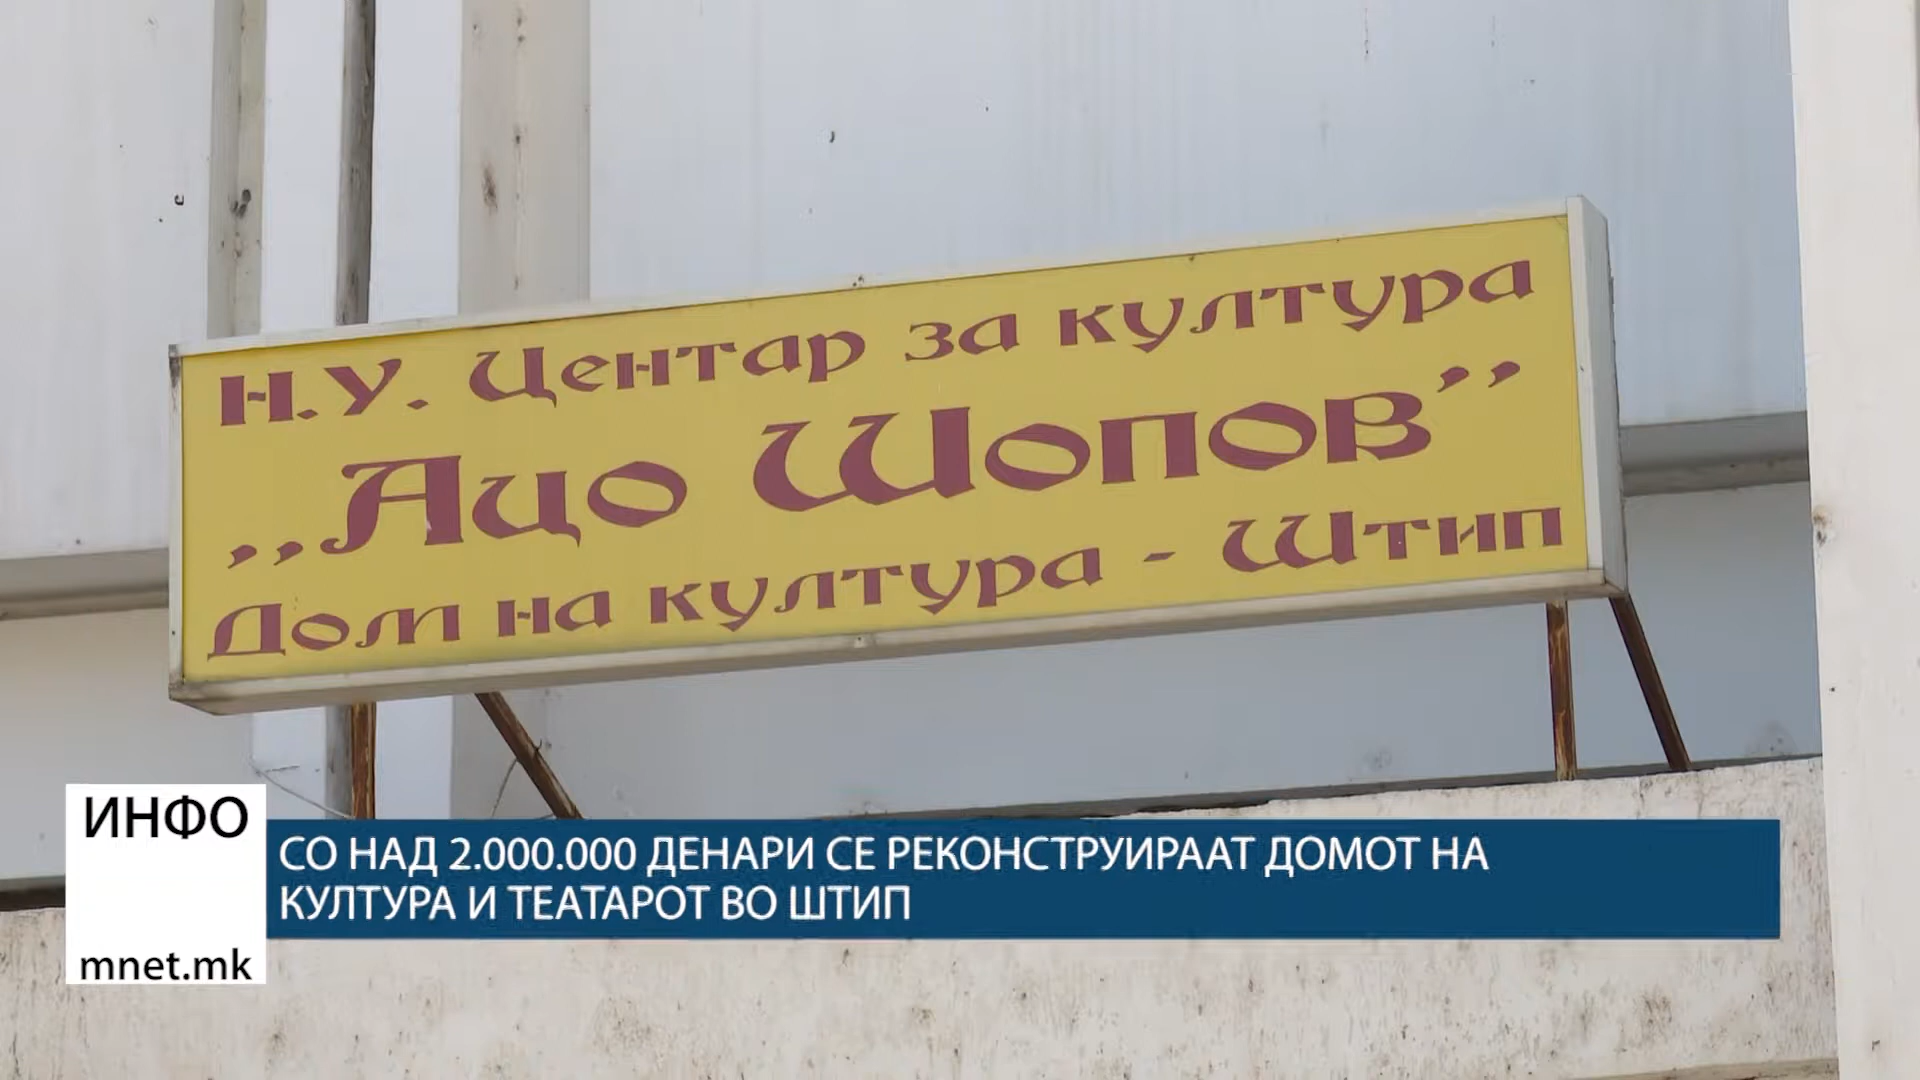 Н.У. Центар за култура
,,Ацо Шопов’’
Дом на култура - Штип
ИНФО
СО НАД 2.000.000 ДЕНАРИ СЕ РЕКОНСТРУИРААТ ДОМОТ НА
КУЛТУРА И ТЕАТАРОТ ВО ШТИП
mnet.mk